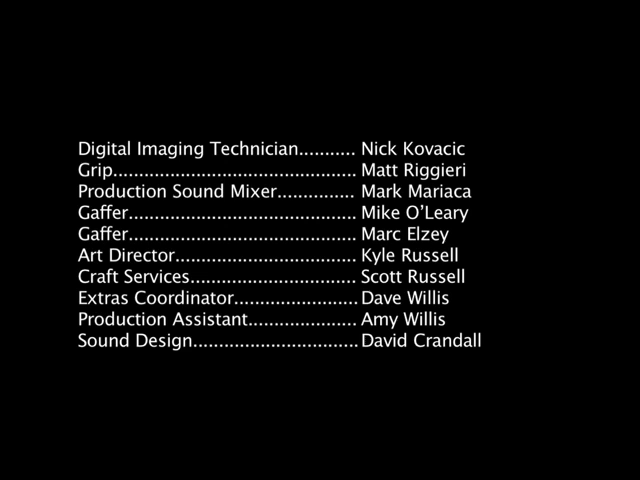 Digital Imaging Technician........... Nick Kovacic
Grip............................................... Matt Riggieri
Production Sound Mixer............... Mark Mariaca
Gaffer............................................ Mike O’Leary
Gaffer............................................ Marc Elzey
Art Director................................... Kyle Russell
Craft Services................................ Scott Russell
Extras Coordinator........................ Dave Willis
Production Assistant..................... Amy Willis
Sound Design................................ David Crandall